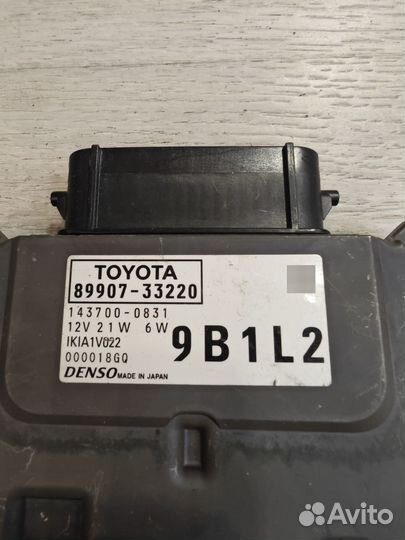 TOYOTA
89907-33220
143700-0831
12V 21W 6W
IKIA1V022
000018GQ
9B1L2
DENSO MADE IN JAPAN
Avito